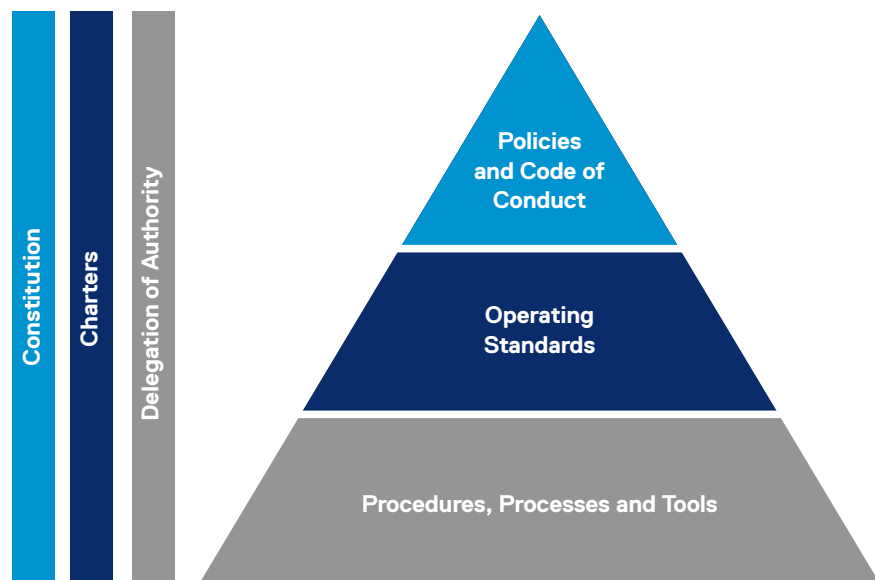 Constitution
Charters
Delegation of Authority
Policies
and Code of
Conduct
Operating
Standards
Procedures, Processes and Tools